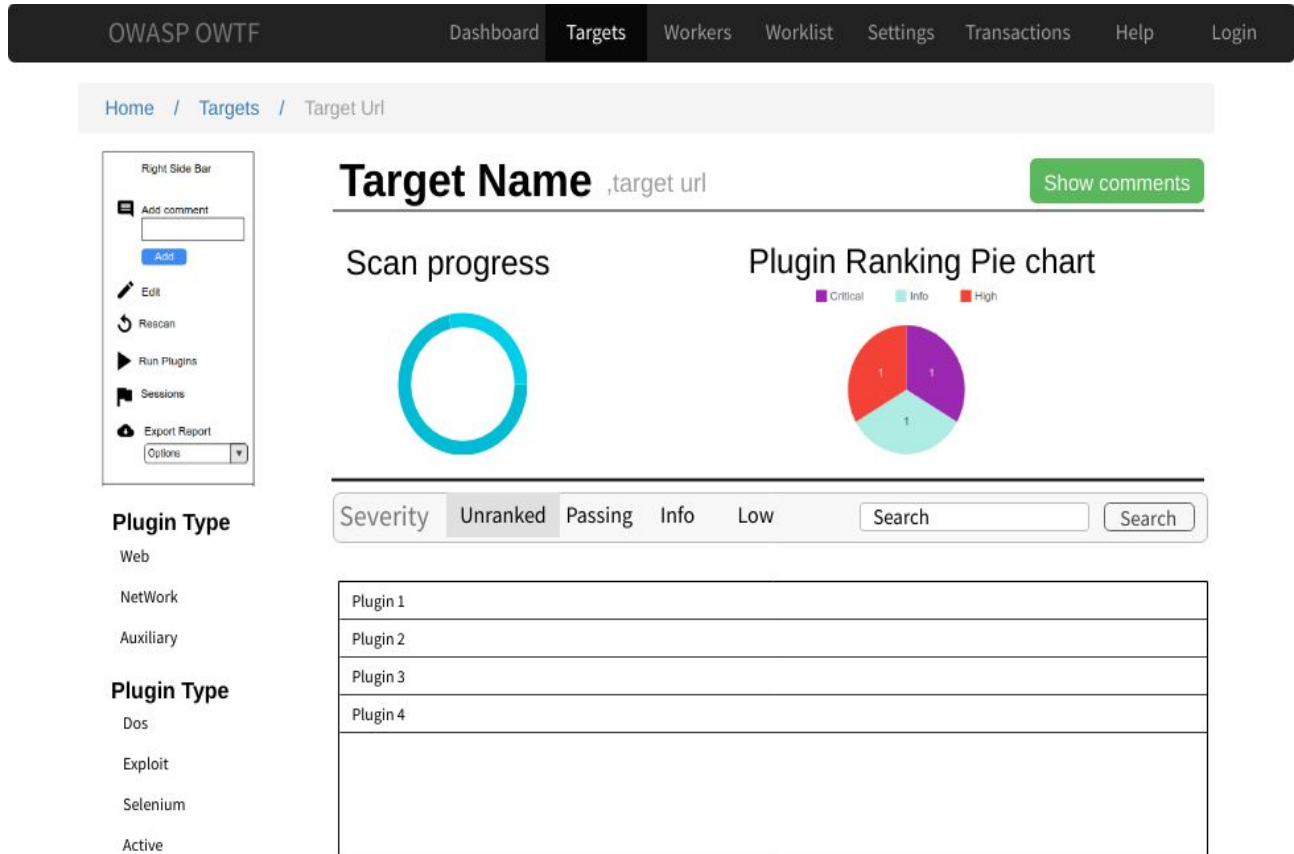 OWASP OWTF Dashboard Targets Workers Worklist Settings Transactions Help Login
Home / Targets / Target Url
Right Side Bar
Add comment
Add
Edit
Rescan
Run Plugins
Sessions
Export Report
Options
Plugin Type
Web
NetWork
Auxiliary
Plugin Type
Dos
Exploit
Selenium
Active
Target Name ,target url Show comments
Scan progress
Plugin Ranking Pie chart
Critical Info High
1 1
1
Severity Unranked Passing Info Low Search Search
Plugin 1
Plugin 2
Plugin 3
Plugin 4